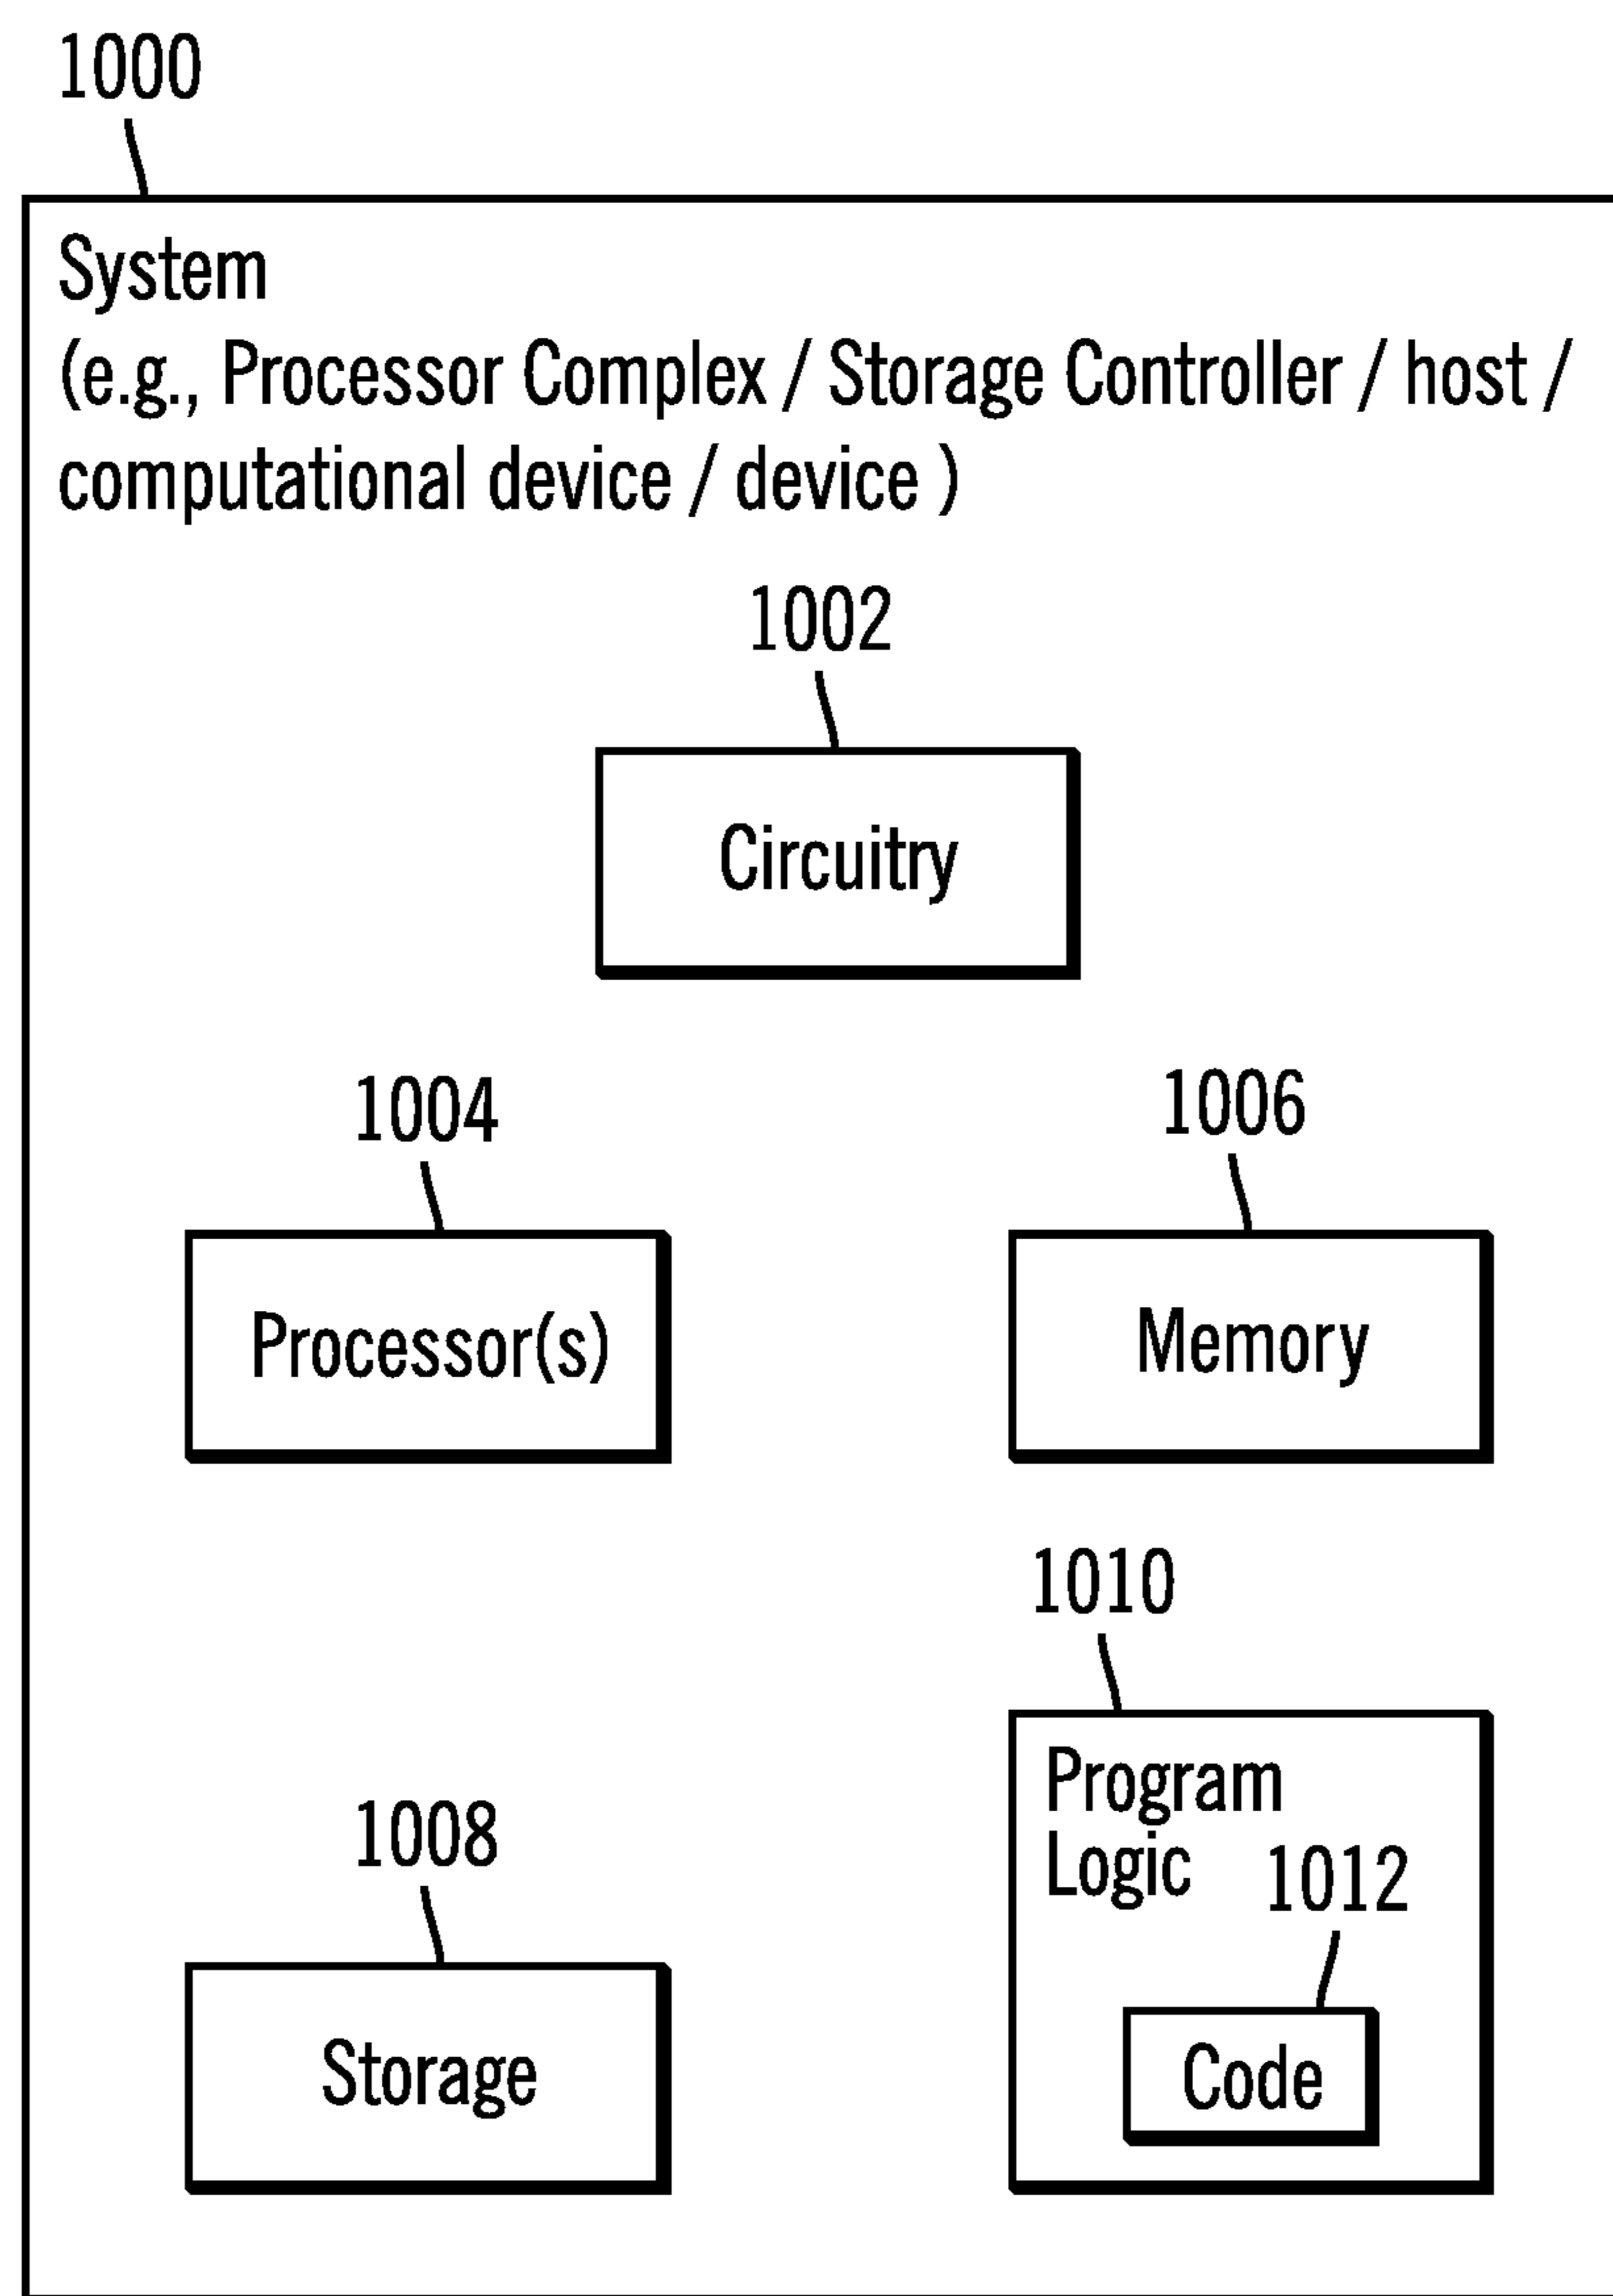 1000
System
(e.g., Processor Complex / Storage Controller / host /
computational device / device )
1002
Circuitry
1004
1006
Processor(s)
Memory
1010
Program
Logic
1008
1012
Storage
Code